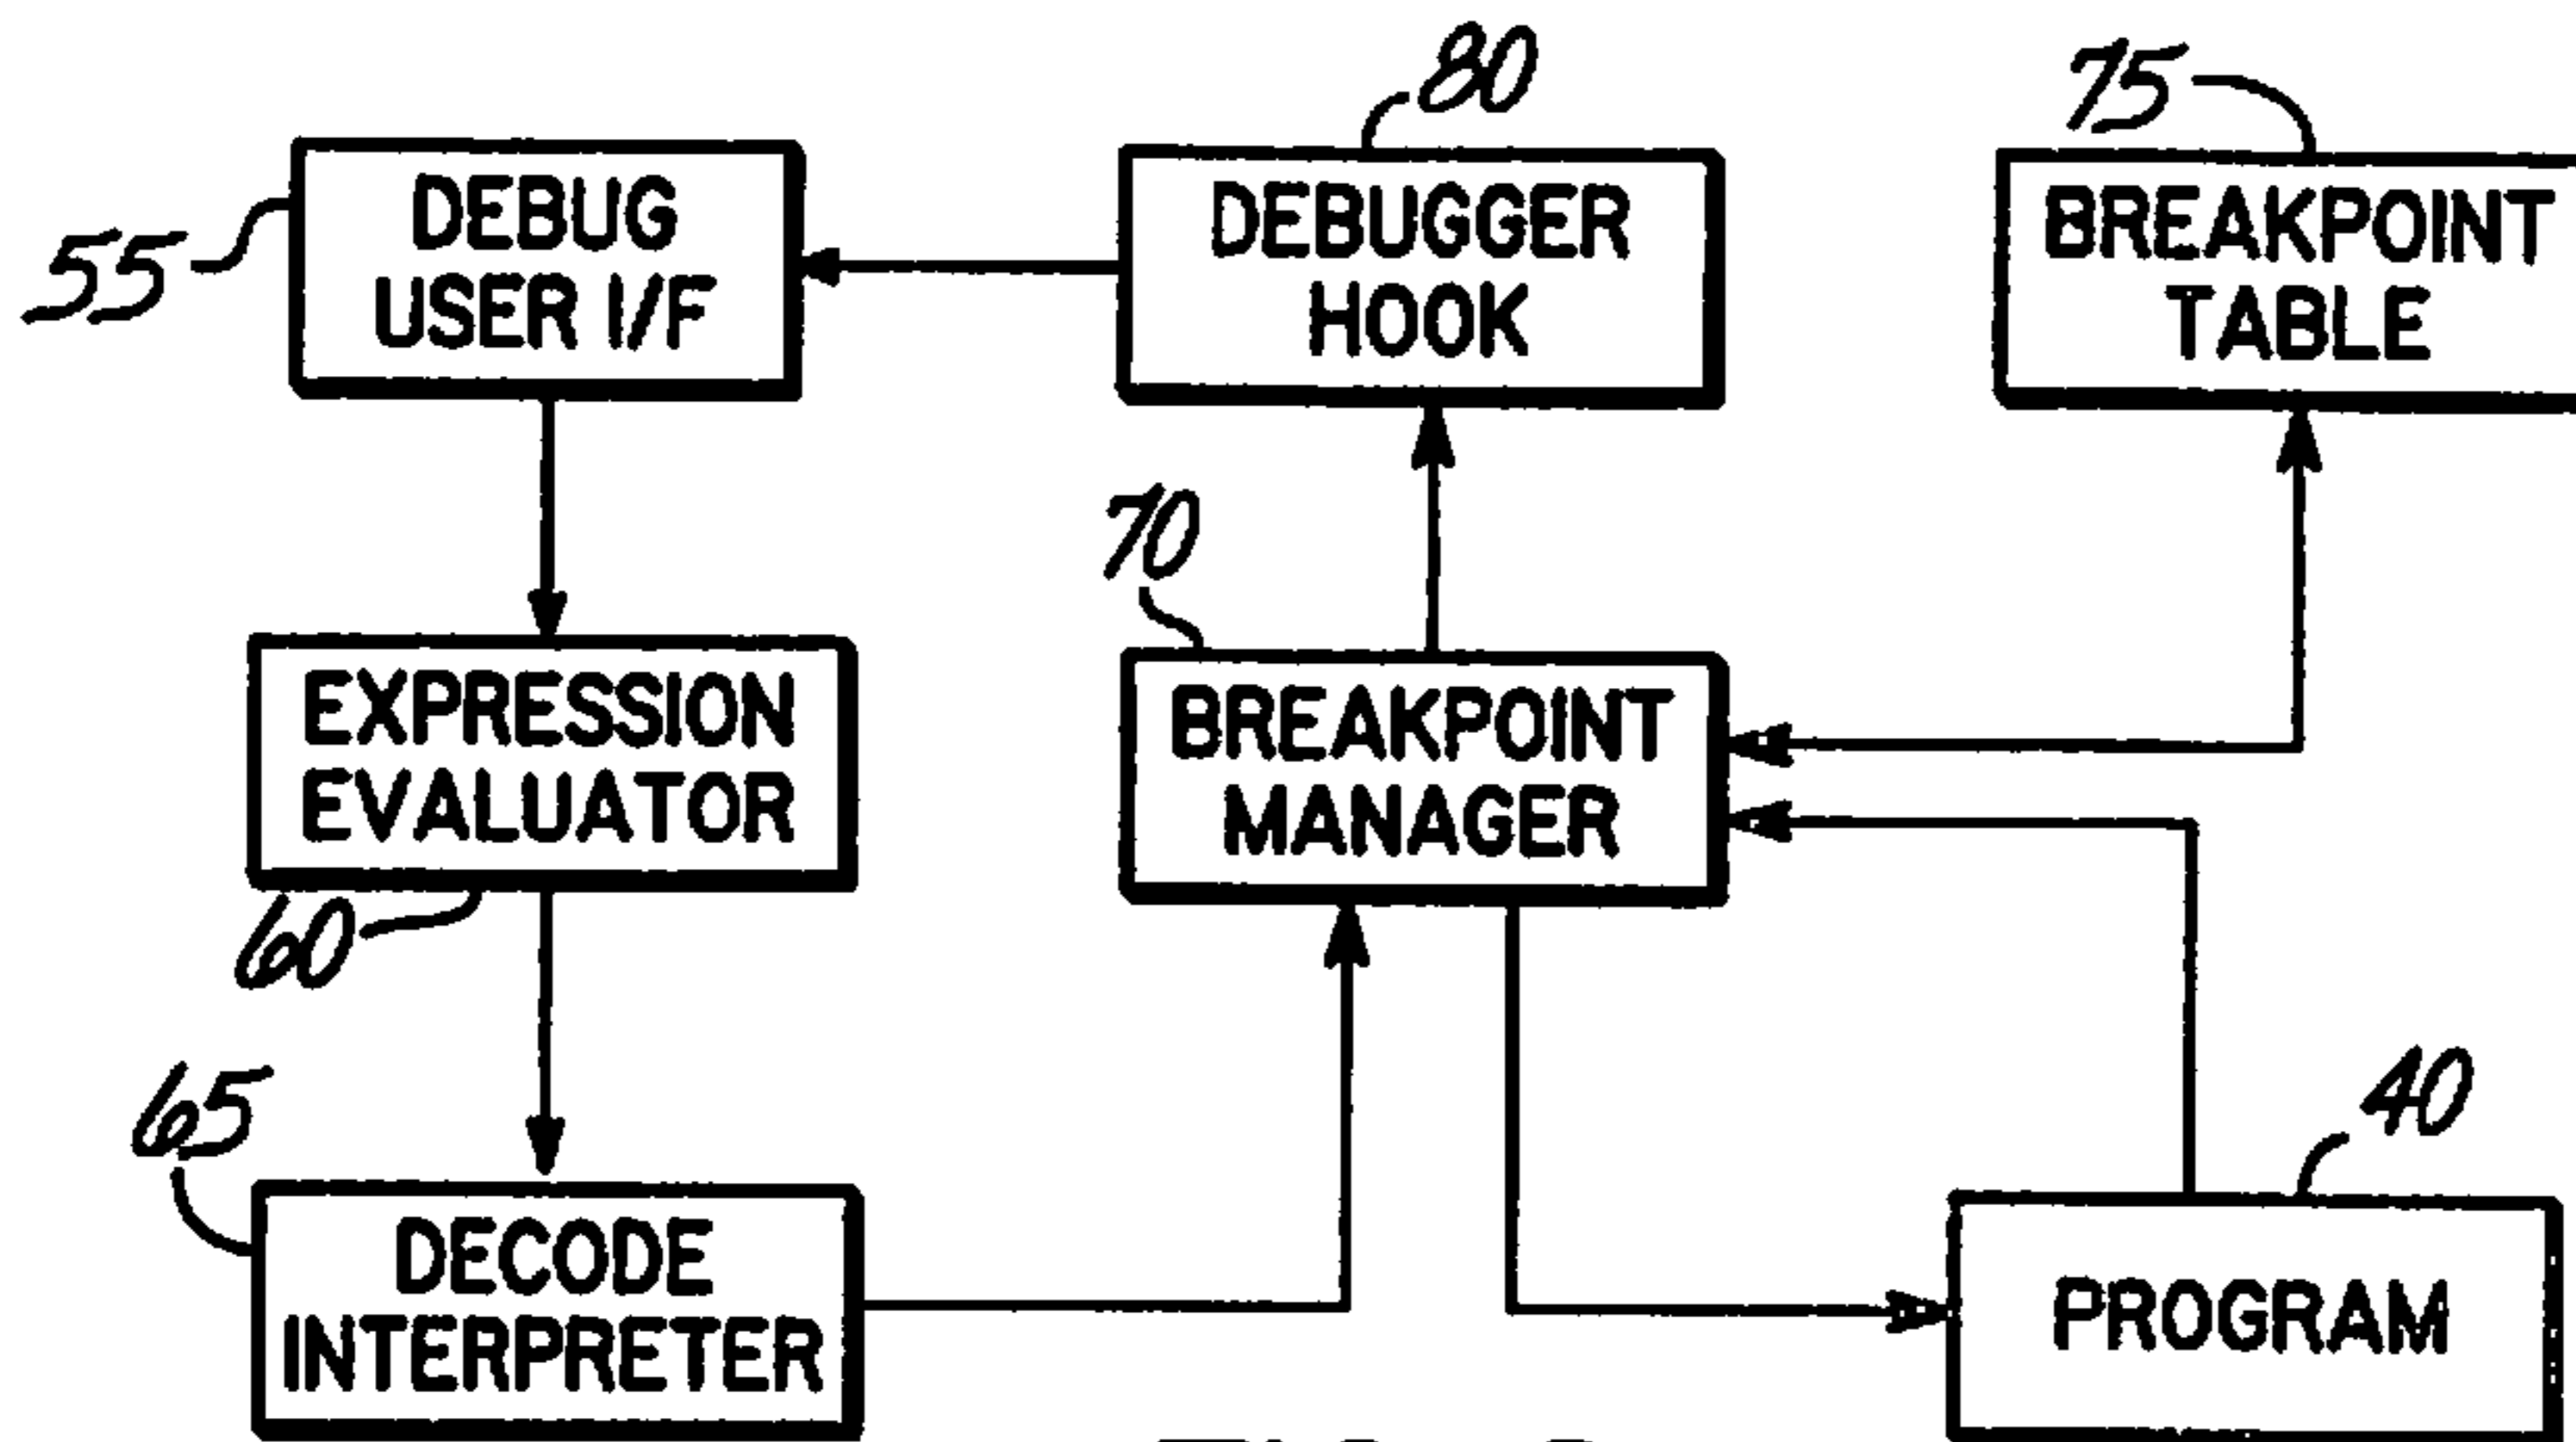 80
75
55
DEBUG
USER I/F
DEBUGGER
HOOK
BREAKPOINT
TABLE
70
EXPRESSION
EVALUATOR
BREAKPOINT
MANAGER
60
65
40
DECODE
INTERPRETER
PROGRAM